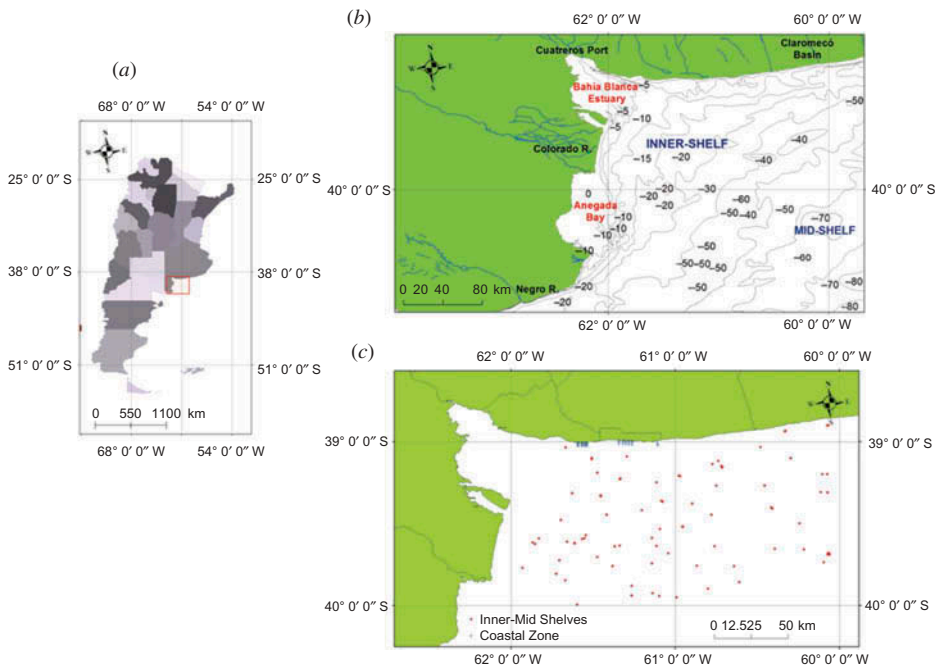 (a)
68° 0′ 0″ W 54° 0′ 0″ W
N
W E
S
25° 0′ 0″ S 25° 0′ 0″ S
38° 0′ 0″ S 38° 0′ 0″ S
51° 0′ 0″ S 51° 0′ 0″ S
0 550 1100 km
68° 0′ 0″ W 54° 0′ 0″ W
(b)
62° 0′ 0″ W 60° 0′ 0″ W
Cuatreros Port
Claromecó
Basin
N
W E
S
Bahía Blanca
Estuary
–5
–50
–5
–10
–5
Colorado R.
INNER-SHELF
–40
–15 –20
–40
40° 0′ 0″ S 40° 0′ 0″ S
0
–20 –30
–20 –20
–60
Anegada
Bay
–10
–50 –40
–50
–70
–10
–10
MID-SHELF
–10
–50
–60
–50 –50 –50
–50
–70 –80
–80
Negro R.
–20
–20
0 20 40 80 km
62° 0′ 0″ W 60° 0′ 0″ W
(c)
62° 0′ 0″ W 61° 0′ 0″ W 60° 0′ 0″ W
N
W E
S
39° 0′ 0″ S 39° 0′ 0″ S
40° 0′ 0″ S 40° 0′ 0″ S
Inner-Mid Shelves
Coastal Zone
0 12.525 50 km
62° 0′ 0″ W 61° 0′ 0″ W 60° 0′ 0″ W